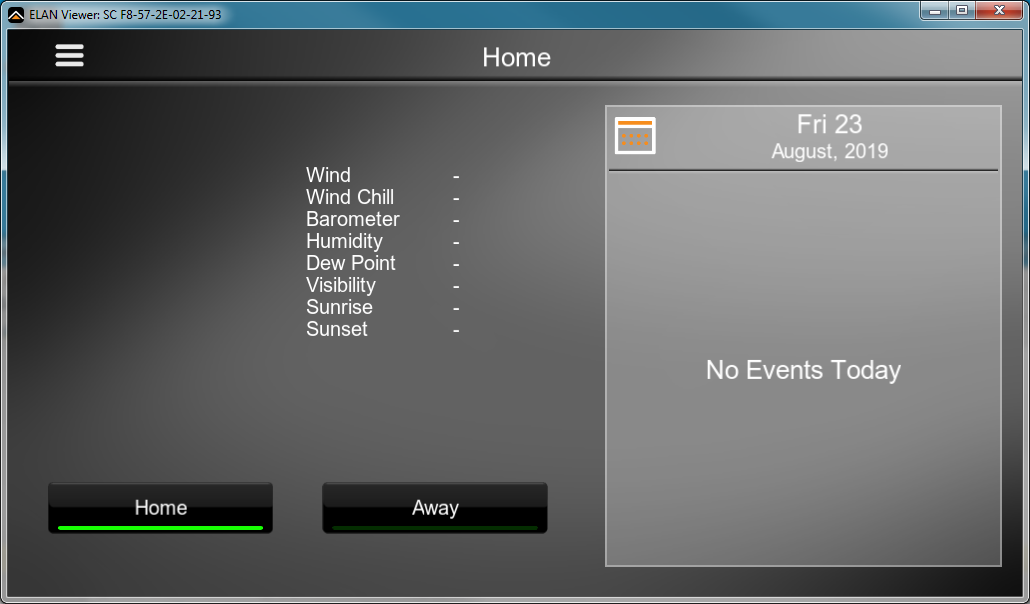 ELAN Viewer: SC F8-57-2E-02-21-93
Home
Fri 23
August, 2019
Wind -
Wind Chill -
Barometer -
Humidity -
Dew Point -
Visibility -
Sunrise -
Sunset -
No Events Today
Home
Away